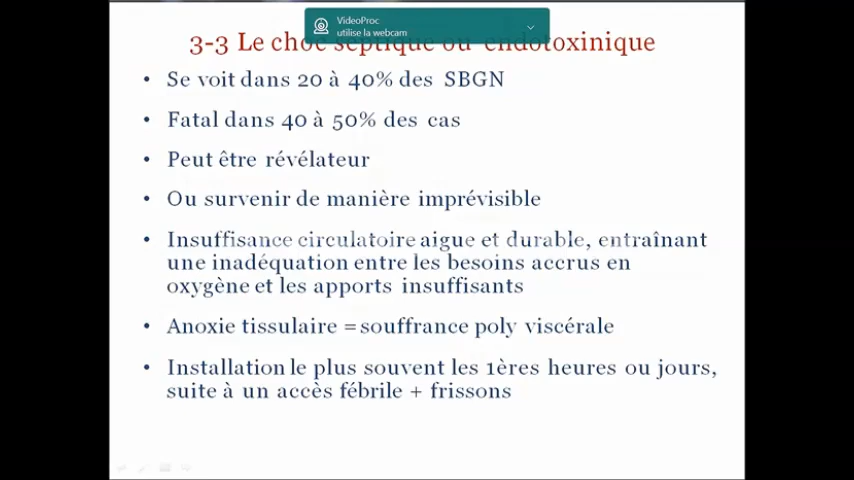 VideoProc
utilise la webcam
3-3 Le choc septique ou endotoxinique
• Se voit dans 20 à 40% des SBGN
• Fatal dans 40 à 50% des cas
• Peut être révélateur
• Ou survenir de manière imprévisible
• Insuffisance circulatoire aigue et durable, entraînant
une inadéquation entre les besoins accrus en
oxygène et les apports insuffisants
• Anoxie tissulaire = souffrance poly viscérale
• Installation le plus souvent les 1ères heures ou jours,
suite à un accès fébrile + frissons